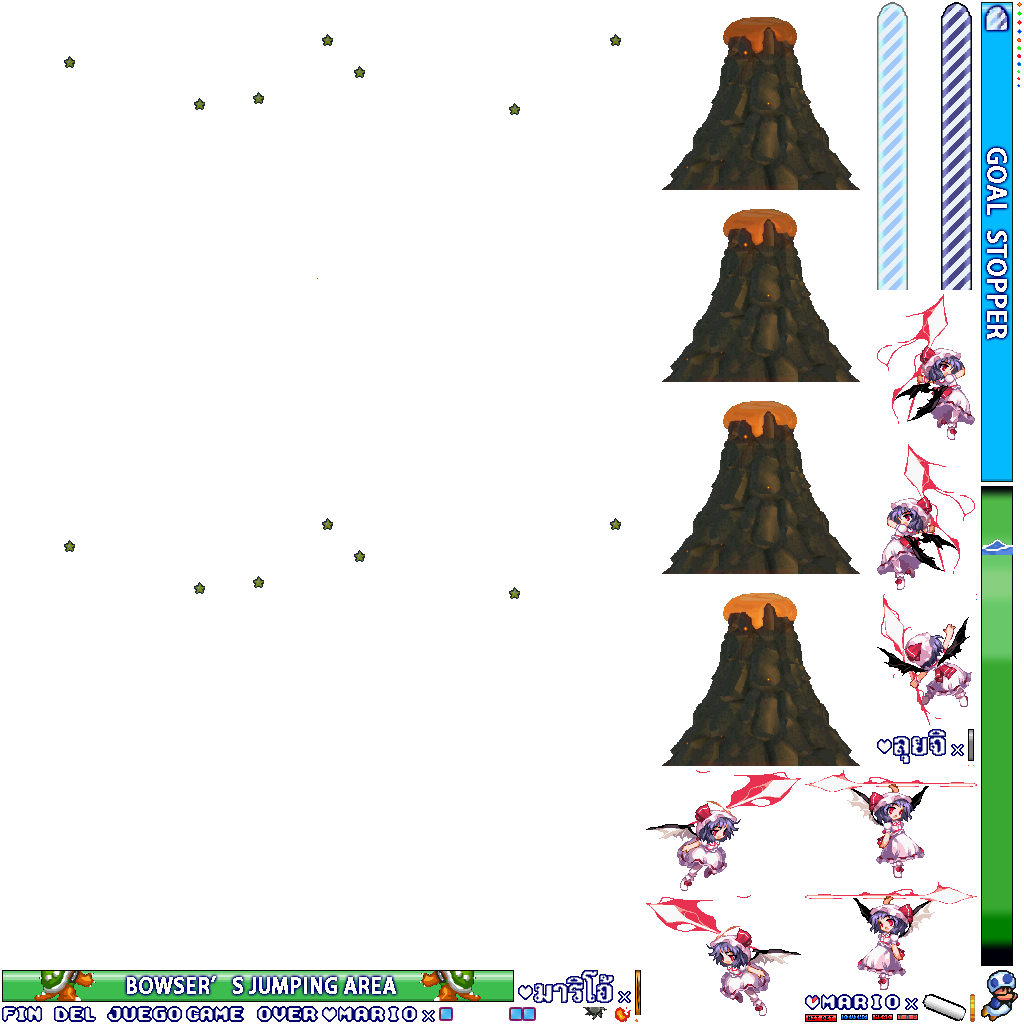 GOAL STOPPER
ลุยจิ x
BOWSER'S JUMPING AREA
มาริโอ้ x
FIN DEL JUEGO GAME OVER ♥MARIO x
♥MARIO x